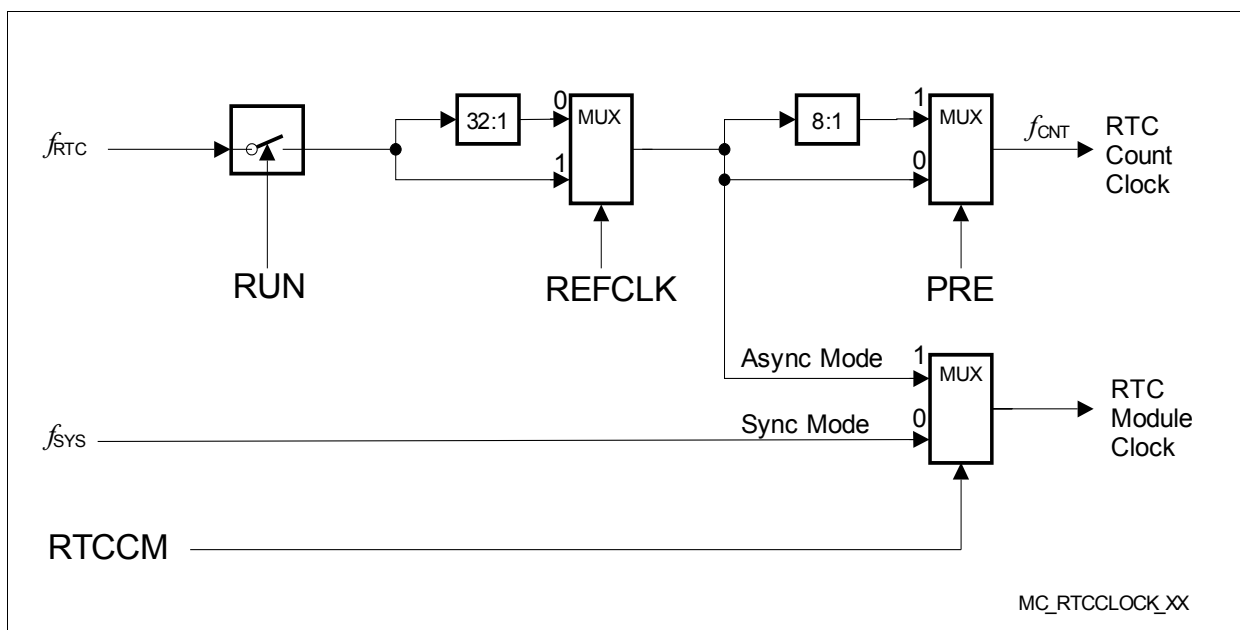 0
1
32:1
MUX
8:1
1
0
MUX
fRTC
fCNT
RTC
Count
Clock
RUN
REFCLK
PRE
Async Mode
1
MUX
Sync Mode
0
RTC
Module
Clock
fSYS
RTCCM
MC_RTCCLOCK_XX